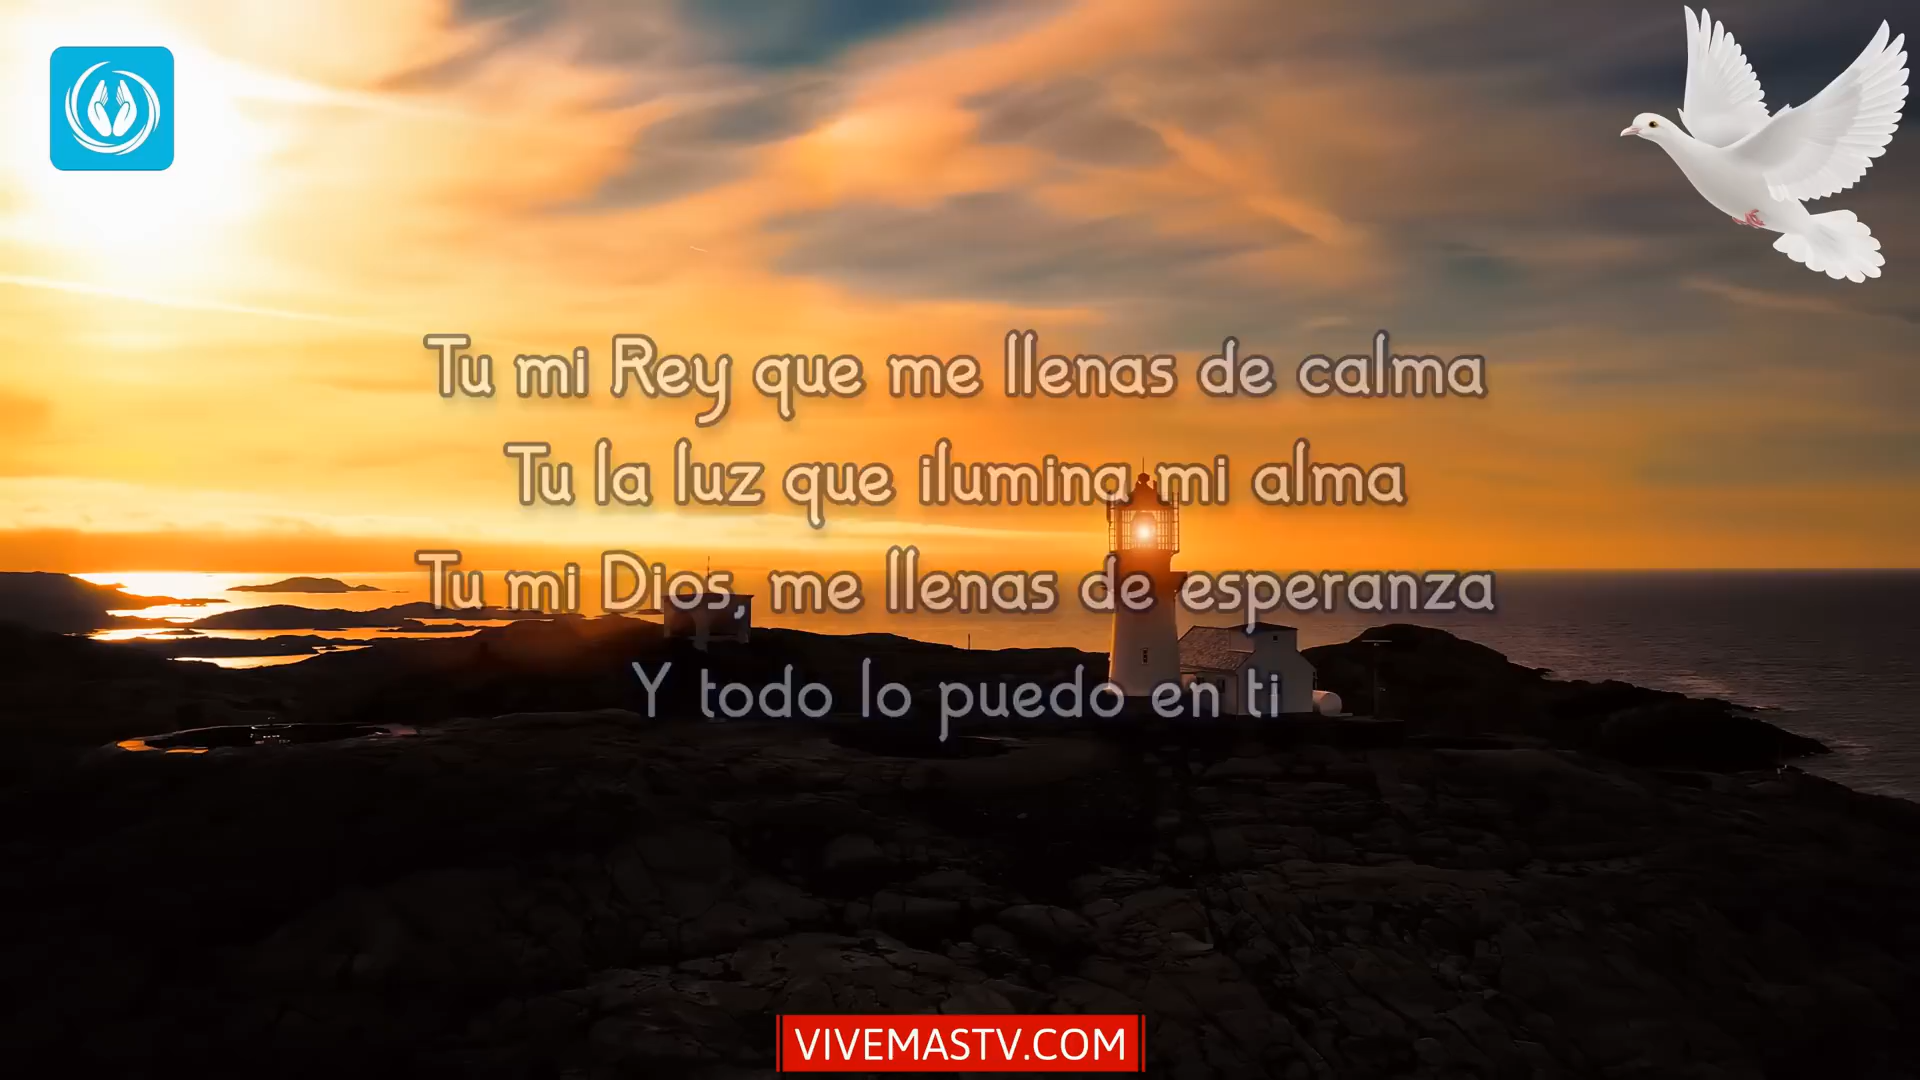 Tu mi Rey que me llenas de calma
Tu la luz que ilumina mi alma
Tu mi Dios, me llenas de esperanza
Y todo lo puedo en ti
VIVEMASTV.COM